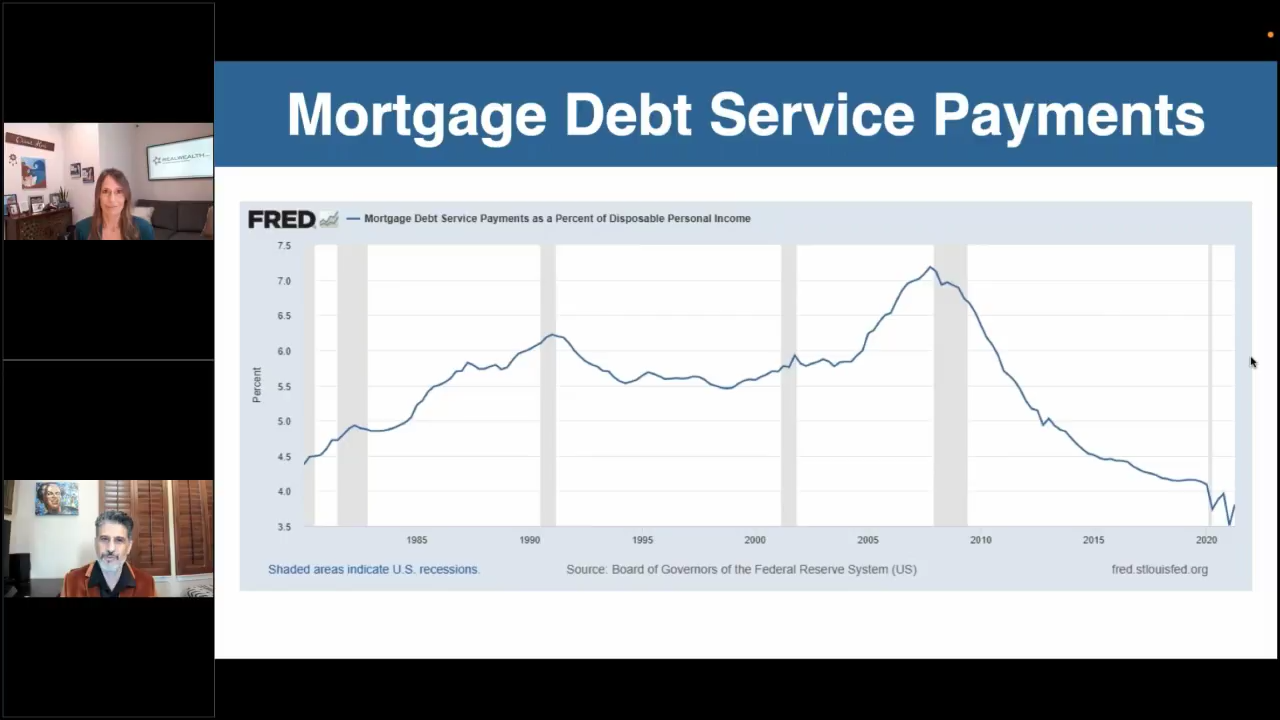 Mortgage Debt Service Payments
FRED
Mortgage Debt Service Payments as a Percent of Disposable Personal Income
Percent
7.5
7.0
6.5
6.0
5.5
5.0
4.5
4.0
3.5
1985 1990 1995 2000 2005 2010 2015 2020
Shaded areas indicate U.S. recessions.
Source: Board of Governors of the Federal Reserve System (US)
fred.stlouisfed.org